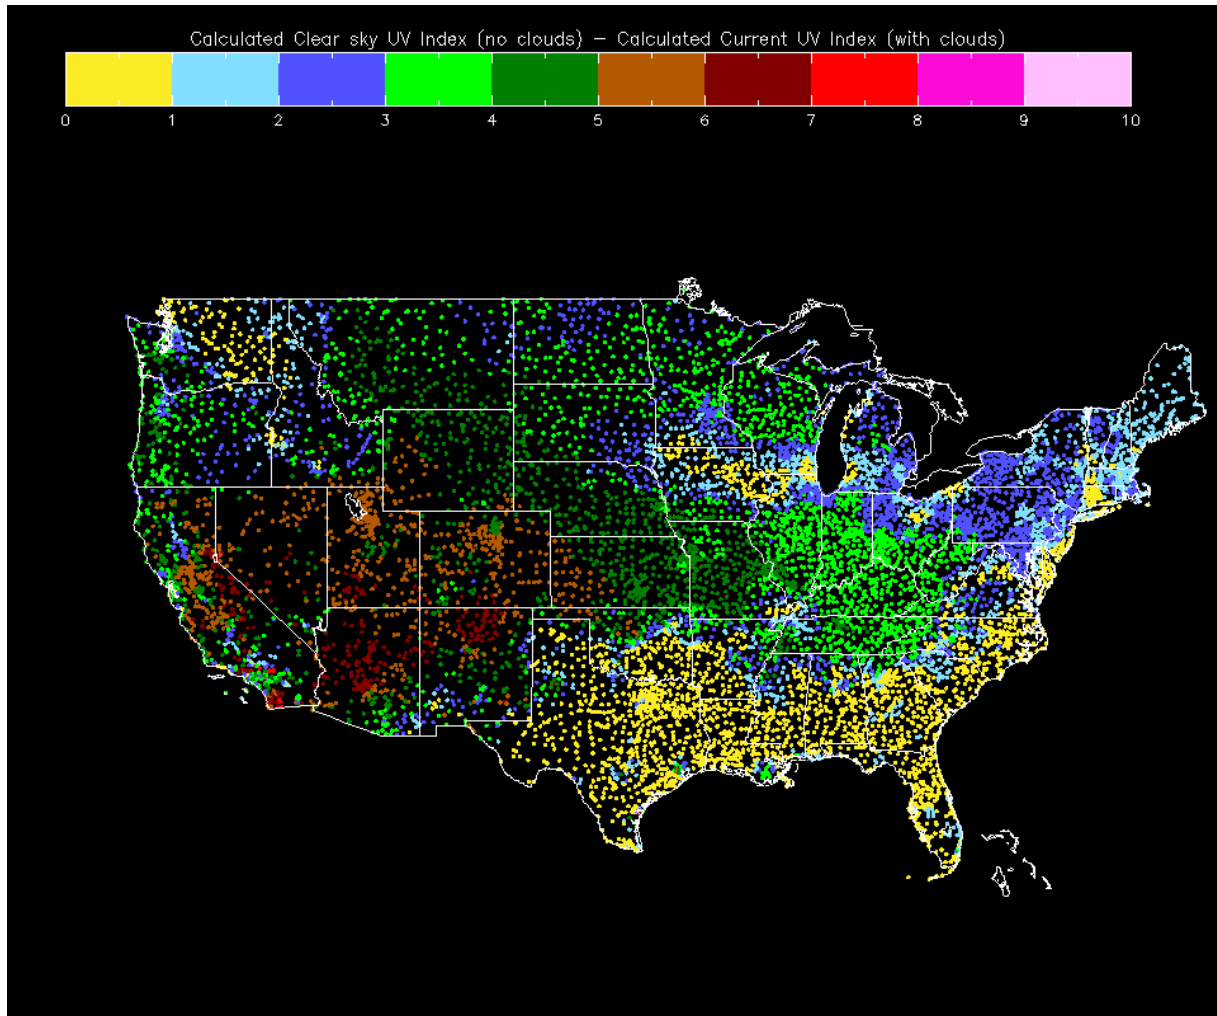 Calculated Clear sky UV Index (no clouds) – Calculated Current UV Index (with clouds)
0 1 2 3 4 5 6 7 8 9 10